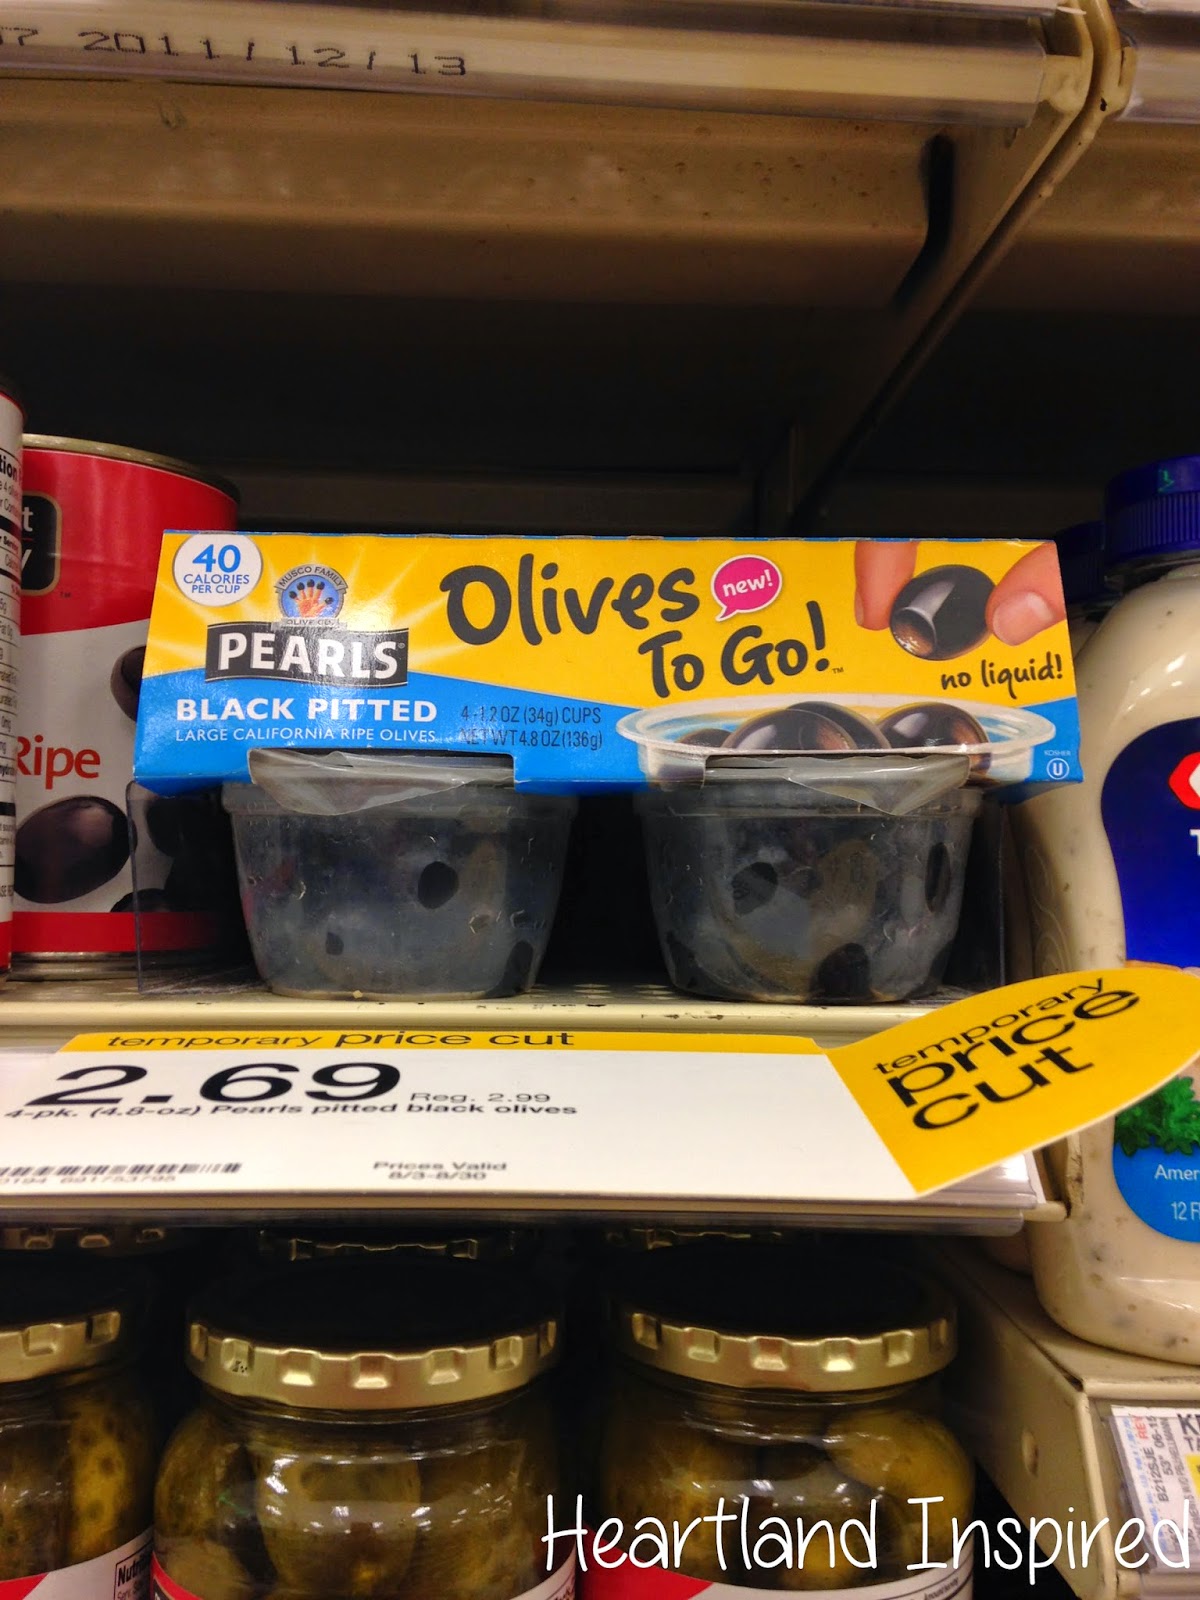 2011/12/13
40
CALORIES
PER CUP
MUSCO FAMILY
OLIVE CO.
PEARLS
BLACK PITTED
LARGE CALIFORNIA RIPE OLIVES
Olives
To Go!™
new!
no liquid!
4-1.2 OZ (34g) CUPS
NET WT 4.8 OZ (136g)
KOSHER
U
Ripe
temporary price cut
2.69 Reg. 2.99
4-pk. (4.8-oz) Pearls pitted black olives
Prices Valid
8/3-8/30
temporary
price
cut
12 F
Heartland Inspired